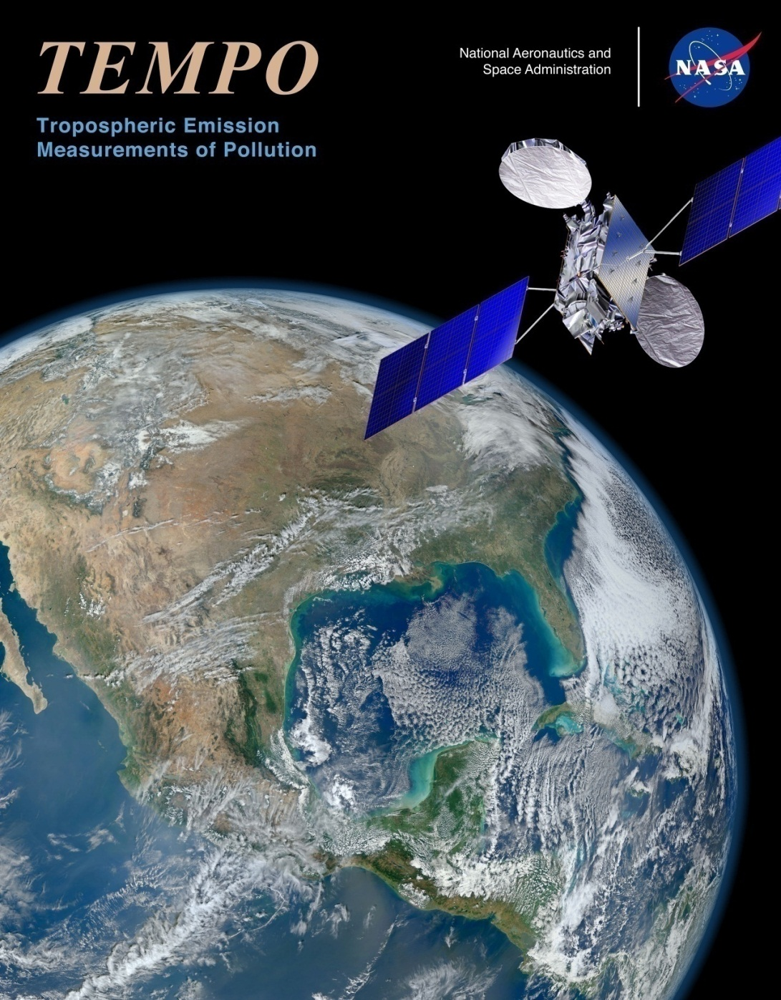 TEMPO
Tropospheric Emission
Measurements of Pollution
National Aeronautics and
Space Administration
NASA